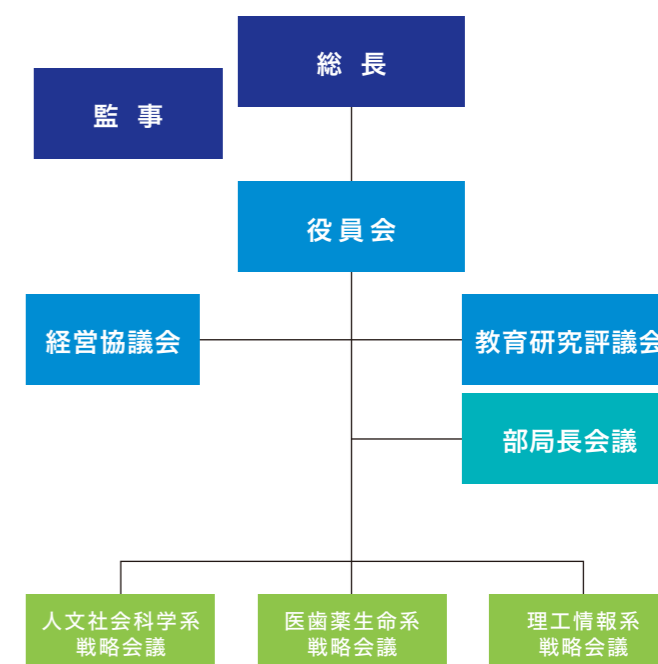 総長
監事
役員会
経営協議会
教育研究評議会
部局長会議
人文社会科学系
戦略会議
医歯薬生命系
戦略会議
理工情報系
戦略会議